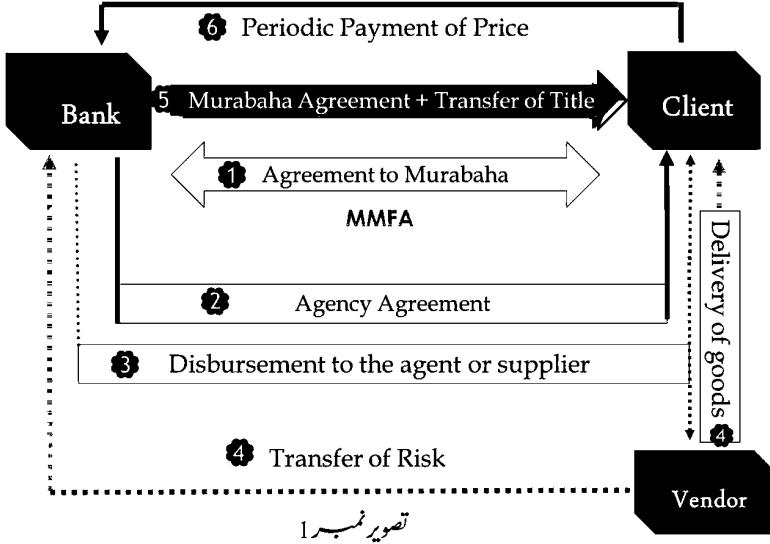 6 Periodic Payment of Price
Bank
5 Murabaha Agreement + Transfer of Title
Client
1 Agreement to Murabaha
MMFA
2 Agency Agreement
3 Disbursement to the agent or supplier
Delivery of goods 4
4 Transfer of Risk
Vendor
تصویر نمبر 1